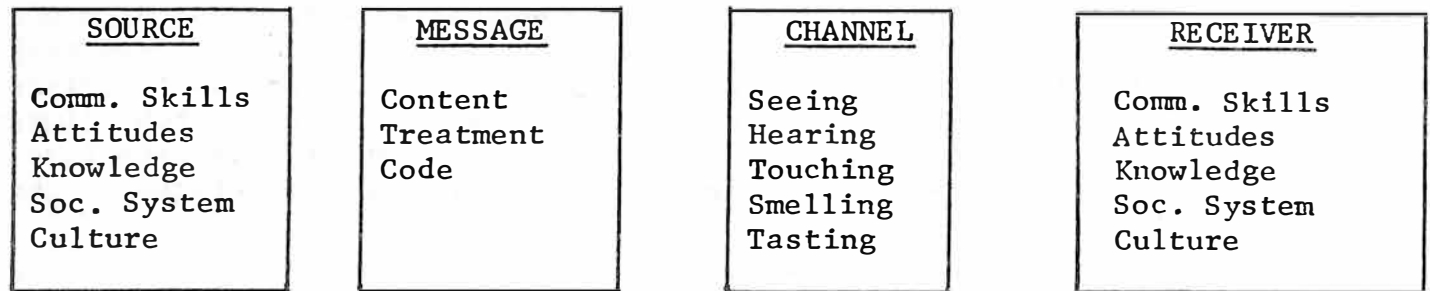 SOURCE
Comm. Skills
Attitudes
Knowledge
Soc. System
Culture
MESSAGE
Content
Treatment
Code
CHANNEL
Seeing
Hearing
Touching
Smelling
Tasting
RECEIVER
Comm. Skills
Attitudes
Knowledge
Soc. System
Culture